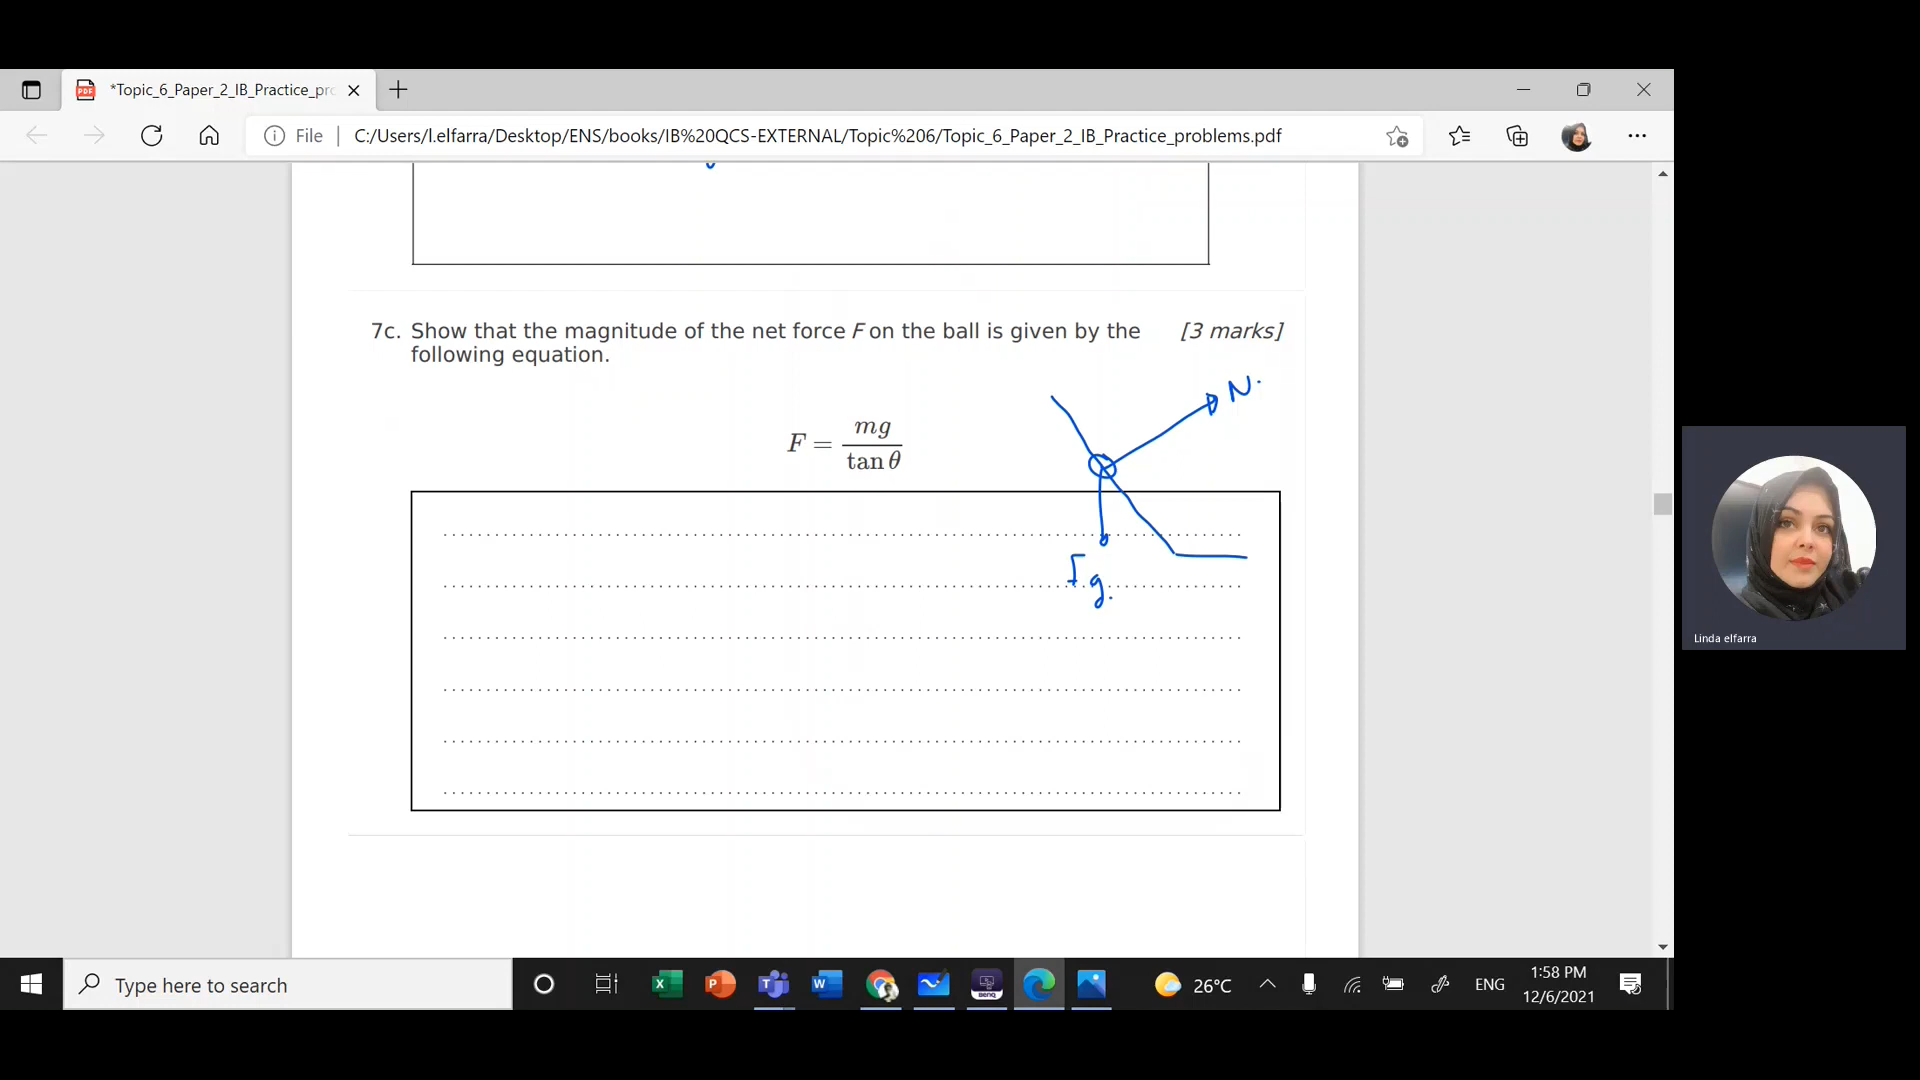 *Topic_6_Paper_2_IB_Practice_pro
File
C:/Users/l.elfarra/Desktop/ENS/books/IB%20QCS-EXTERNAL/Topic%206/Topic_6_Paper_2_IB_Practice_problems.pdf
7c. Show that the magnitude of the net force F on the ball is given by the [3 marks]
following equation.
N.
F = mg / tan θ
Fg.
Linda elfarra
Type here to search
26°C
ENG
1:58 PM
12/6/2021